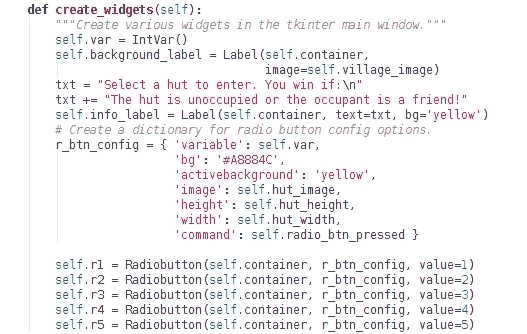 def create_widgets(self):
    """Create various widgets in the tkinter main window."""
    self.var = IntVar()
    self.background_label = Label(self.container,
                                  image=self.village_image)
    txt = "Select a hut to enter. You win if:\n"
    txt += "The hut is unoccupied or the occupant is a friend!"
    self.info_label = Label(self.container, text=txt, bg='yellow')
    # Create a dictionary for radio button config options.
    r_btn_config = { 'variable': self.var,
                     'bg': '#A8884C',
                     'activebackground': 'yellow',
                     'image': self.hut_image,
                     'height': self.hut_height,
                     'width': self.hut_width,
                     'command': self.radio_btn_pressed }

    self.r1 = Radiobutton(self.container, r_btn_config, value=1)
    self.r2 = Radiobutton(self.container, r_btn_config, value=2)
    self.r3 = Radiobutton(self.container, r_btn_config, value=3)
    self.r4 = Radiobutton(self.container, r_btn_config, value=4)
    self.r5 = Radiobutton(self.container, r_btn_config, value=5)